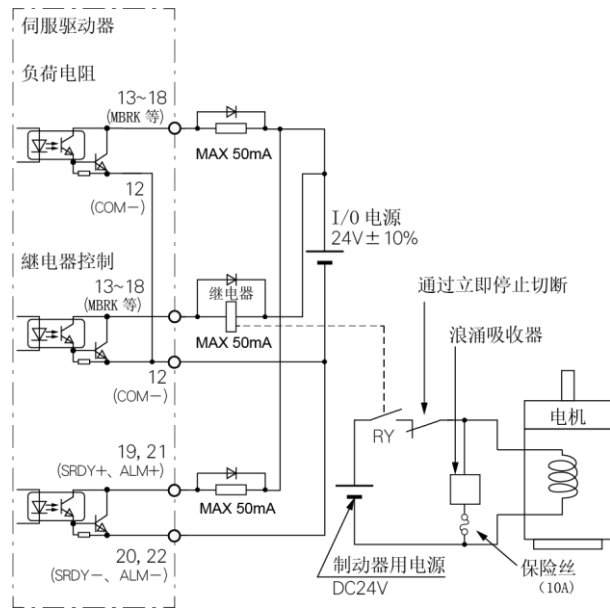 伺服驱动器
负荷电阻
13~18
(MBRK 等)
MAX 50mA
12
(COM−)
I/O 电源
24V±10%
継电器控制
13~18
(MBRK 等)
继电器
MAX 50mA
12
(COM−)
通过立即停止切断
浪涌吸收器
电机
RY
19, 21
(SRDY+、ALM+)
MAX 50mA
20, 22
(SRDY−、ALM−)
制动器用电源
DC24V
保险丝
(10A)